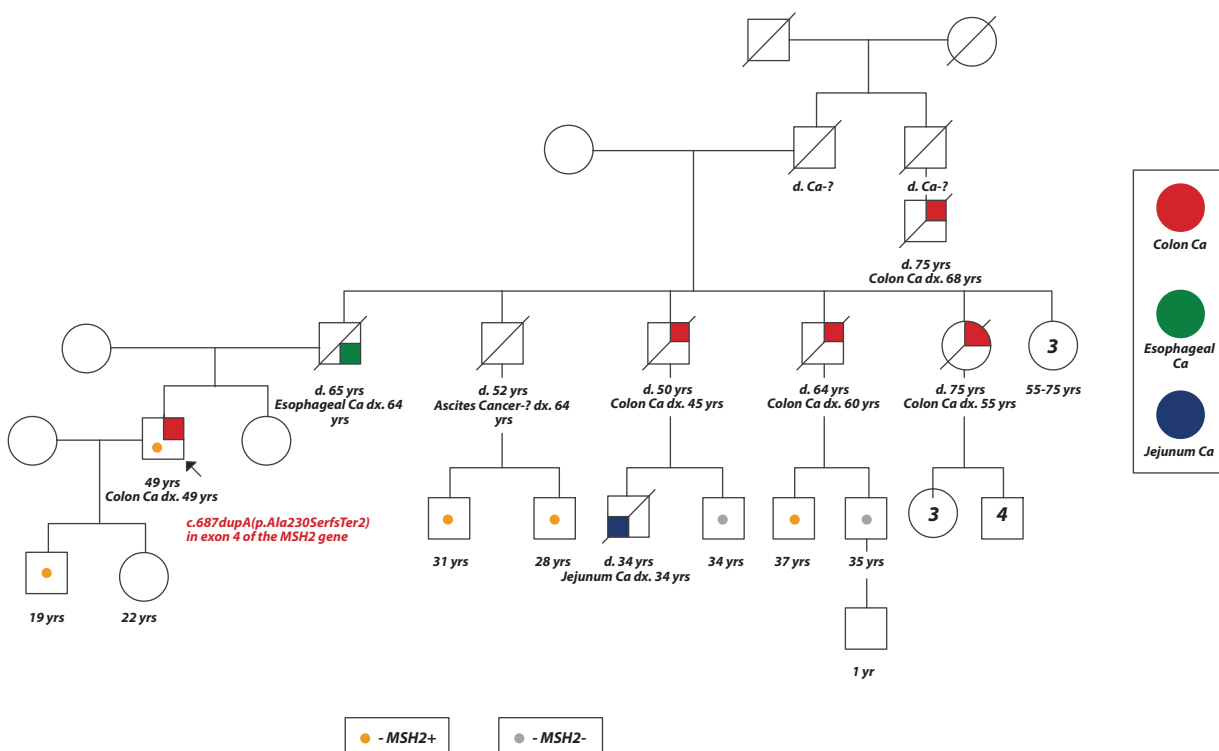 d. Ca-?
d. Ca-?
d. 75 yrs
Colon Ca dx. 68 yrs
Colon Ca
Esophageal
Ca
Jejunum Ca
3
d. 65 yrs
Esophageal Ca dx. 64
yrs
d. 52 yrs
Ascites Cancer-? dx. 64
yrs
d. 50 yrs
Colon Ca dx. 45 yrs
d. 64 yrs
Colon Ca dx. 60 yrs
d. 75 yrs
Colon Ca dx. 55 yrs
55-75 yrs
49 yrs
Colon Ca dx. 49 yrs
c.687dupA(p.Ala230SerfsTer2)
in exon 4 of the MSH2 gene
3
4
31 yrs
28 yrs
d. 34 yrs
Jejunum Ca dx. 34 yrs
34 yrs
37 yrs
35 yrs
19 yrs
22 yrs
1 yr
- MSH2+
- MSH2-